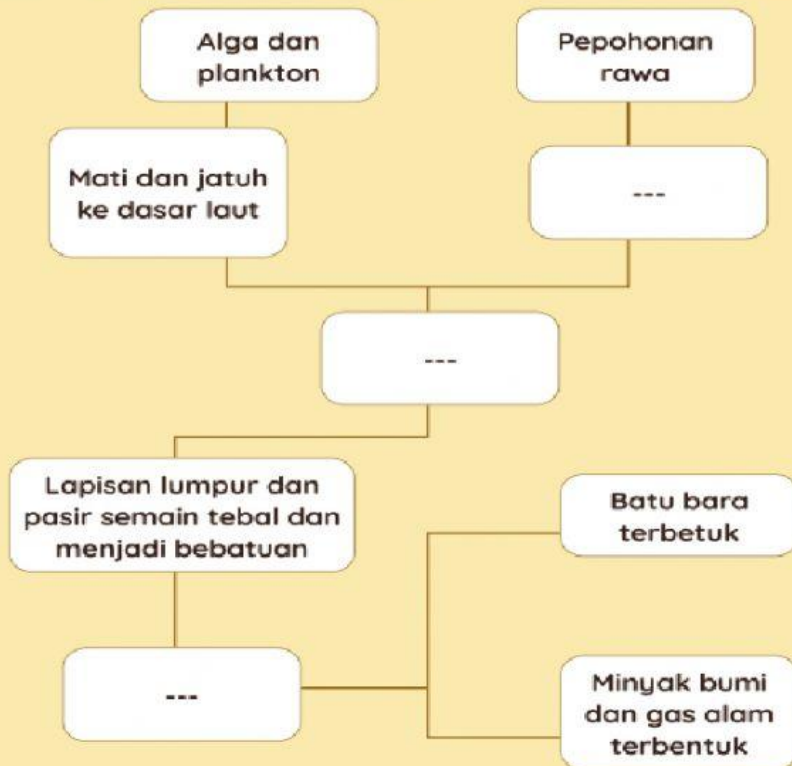 Alga dan
plankton
Pepohonan
rawa
Mati dan jatuh
ke dasar laut
---
---
Lapisan lumpur dan
pasir semain tebal dan
menjadi bebatuan
Batu bara
terbetuk
---
Minyak bumi
dan gas alam
terbentuk